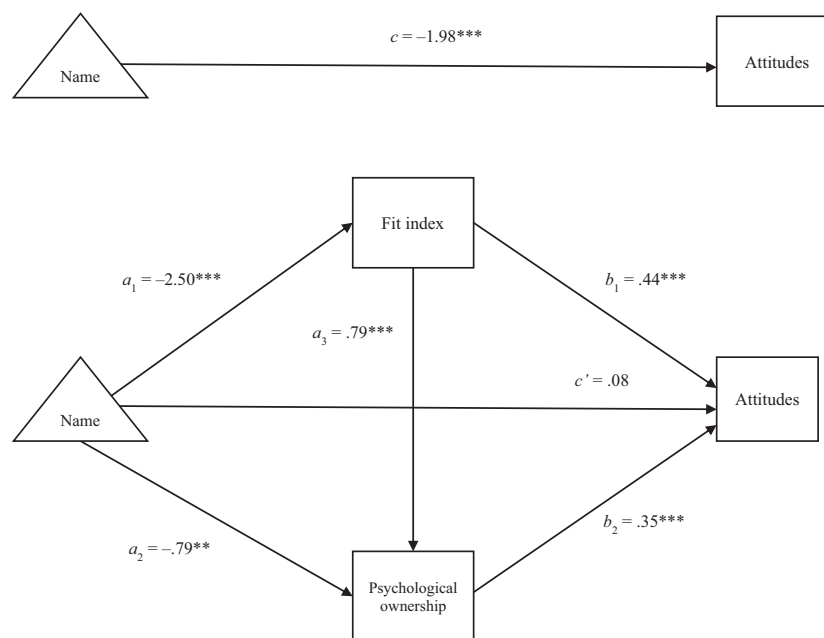 c = –1.98***
Name
Attitudes
Fit index
a₁ = –2.50***
b₁ = .44***
a₃ = .79***
c’ = .08
Name
Attitudes
a₂ = –.79**
b₂ = .35***
Psychological
ownership